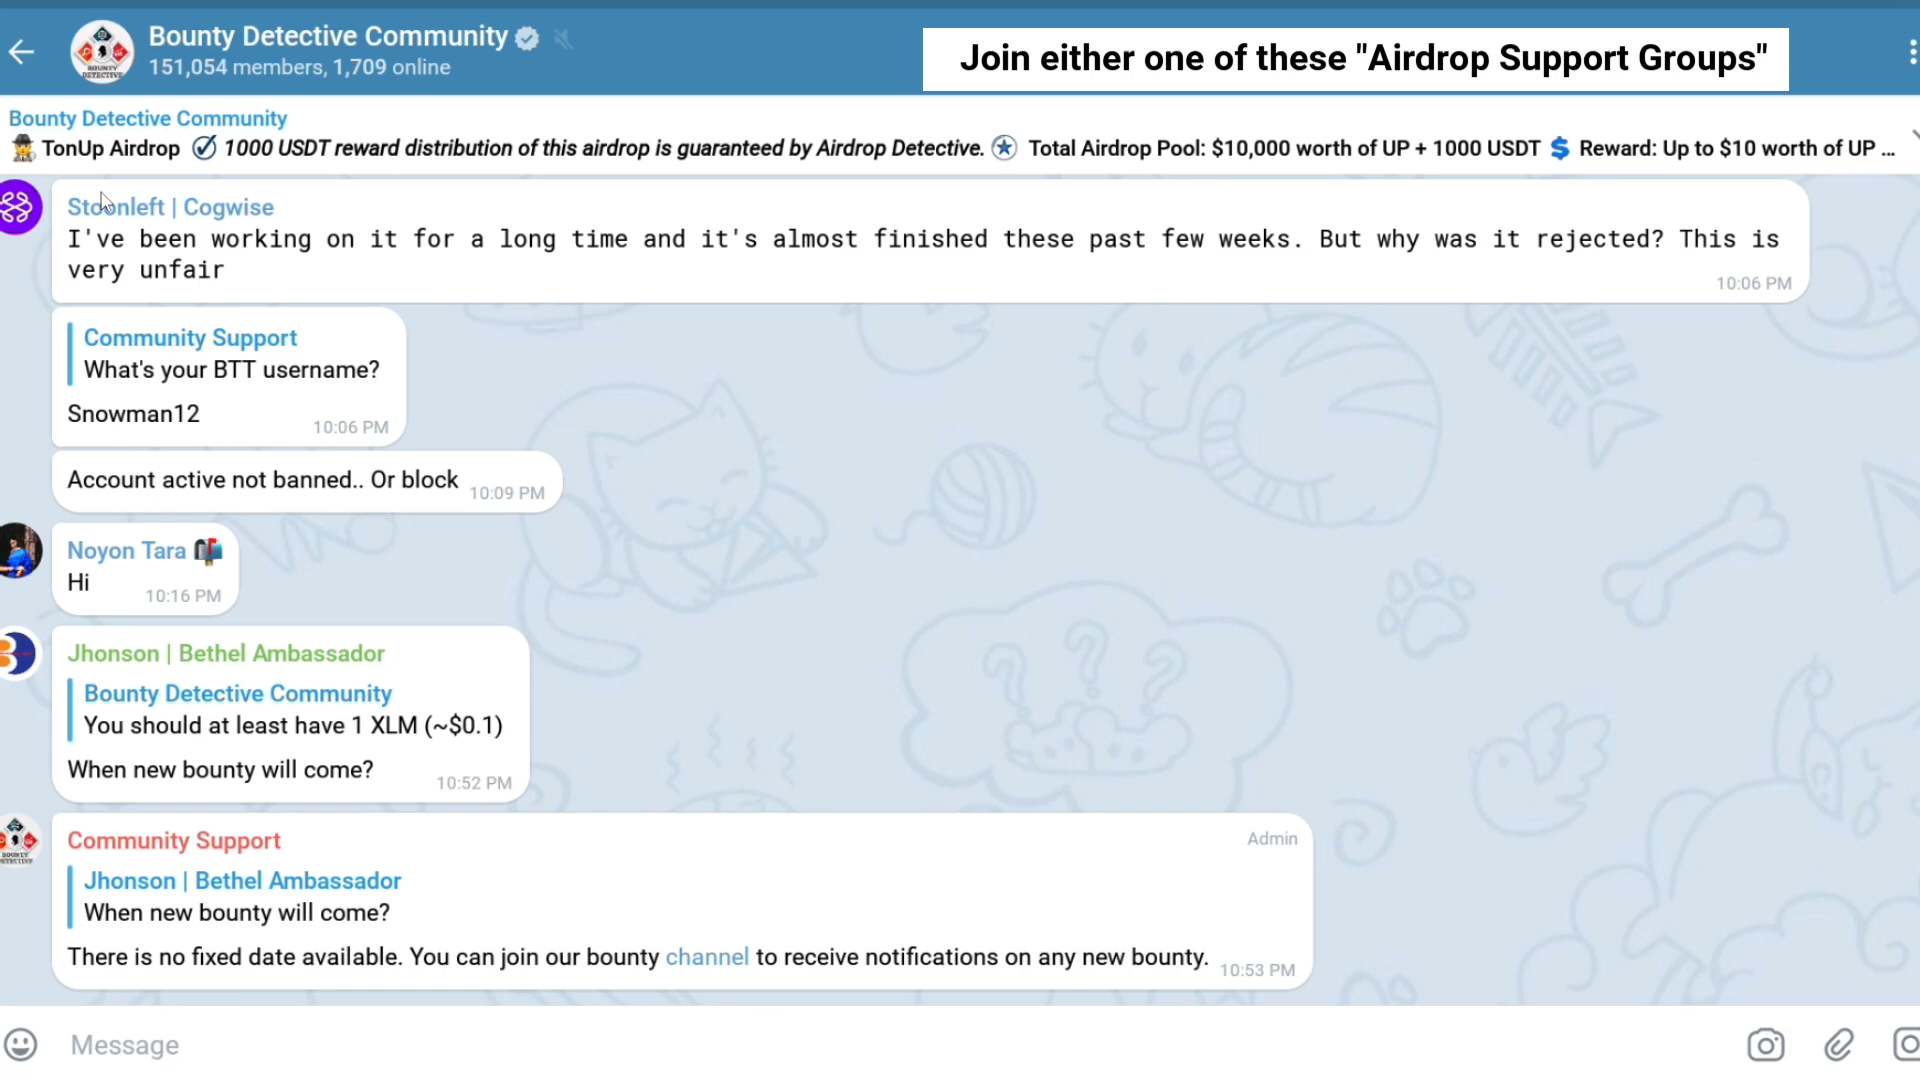 Bounty Detective Community
151,054 members, 1,709 online
Join either one of these "Airdrop Support Groups"
BOUNTY
DETECTIVE
Bounty Detective Community
TonUp Airdrop 1000 USDT reward distribution of this airdrop is guaranteed by Airdrop Detective. Total Airdrop Pool: $10,000 worth of UP + 1000 USDT 💲 Reward: Up to $10 worth of UP ...
Stoonleft | Cogwise
I've been working on it for a long time and it's almost finished these past few weeks. But why was it rejected? This is
very unfair
10:06 PM
Community Support
What's your BTT username?
Snowman12
10:06 PM
Account active not banned.. Or block
10:09 PM
Noyon Tara
Hi
10:16 PM
Jhonson | Bethel Ambassador
Bounty Detective Community
You should at least have 1 XLM (~$0.1)
When new bounty will come?
10:52 PM
Community Support
Admin
Jhonson | Bethel Ambassador
When new bounty will come?
There is no fixed date available. You can join our bounty channel to receive notifications on any new bounty.
10:53 PM
Message